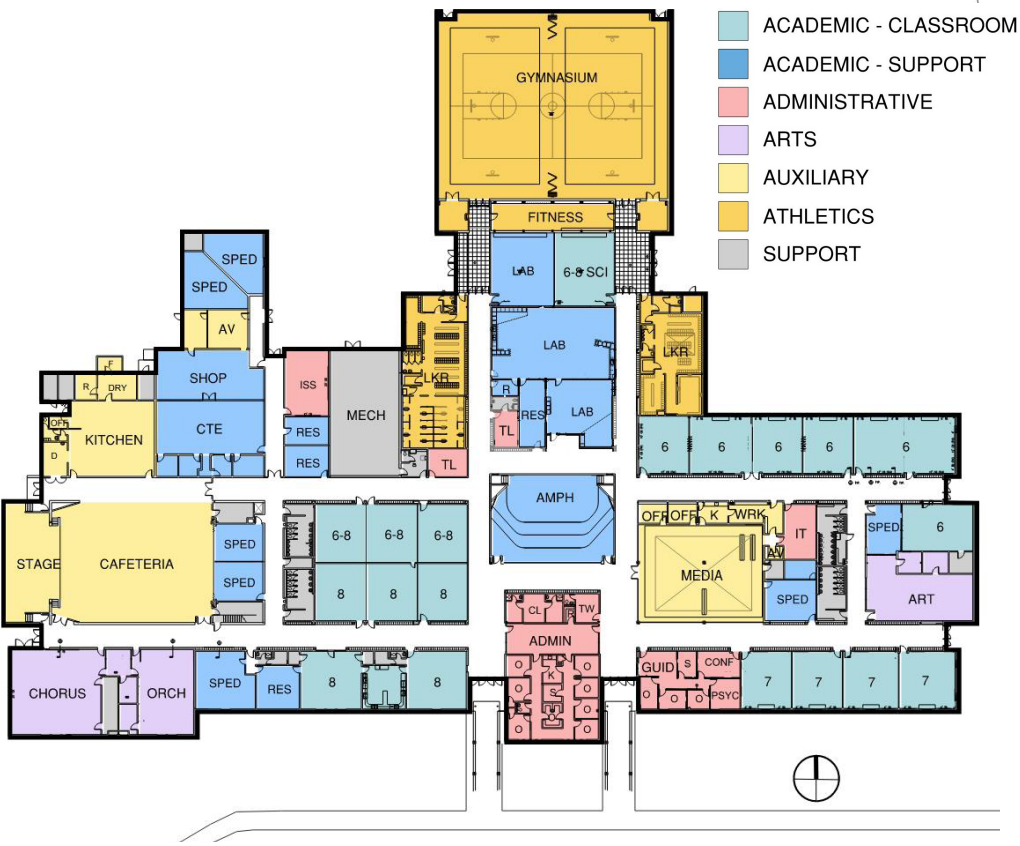 ACADEMIC - CLASSROOM
ACADEMIC - SUPPORT
ADMINISTRATIVE
ARTS
AUXILIARY
ATHLETICS
SUPPORT
GYMNASIUM
FITNESS
LAB
6-8 SCI
SPED
SPED
AV
LAB
LKR
LKR
F
R
DRY
SHOP
ISS
MECH
R
RES
LAB
TL
OFF
KITCHEN
D
CTE
RES
RES
TL
6
6
6
6
6
AMPH
STAGE
CAFETERIA
SPED
SPED
6-8
6-8
6-8
8
8
8
OFF
OFF
K
WRK
IT
AV
MEDIA
SPED
SPED
6
ART
CL
R
TW
ADMIN
K
S
O
O
O
O
O
O
O
O
CHORUS
ORCH
SPED
RES
8
8
GUID
S
CONF
O
O
O
PSYC
7
7
7
7